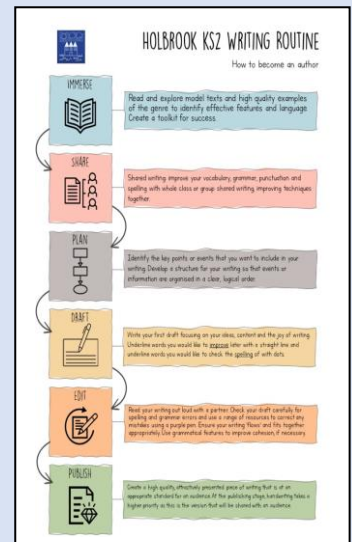 HOLBROOK KS2 WRITING ROUTINE
How to become an author
IMMERSE
Read and explore model texts and high quality examples
of the genre to identify effective features and language.
Create a toolkit for success.
SHARE
Shared writing: improve your vocabulary, grammar, punctuation and
spelling with whole class or group shared writing, improving techniques
together.
PLAN
Identify the key points or events that you want to include in your
writing. Develop a structure for your writing so that events or
information are organised in a clear, logical order.
DRAFT
Write your first draft focusing on your ideas, content and the joy of writing.
Underline words you would like to improve later with a straight line and
underline words you would like to check the spelling of with dots.
EDIT
Read your writing out loud with a partner. Check your draft carefully for
spelling and grammar errors and use a range of resources to correct any
mistakes using a purple pen. Ensure your writing 'flows' and fits together
appropriately. Use grammatical features to improve cohesion, if necessary.
PUBLISH
Create a high quality, attractively presented piece of writing that is at an
appropriate standard for an audience. At the publishing stage, handwriting takes a
higher priority as this is the version that will be shared with an audience.